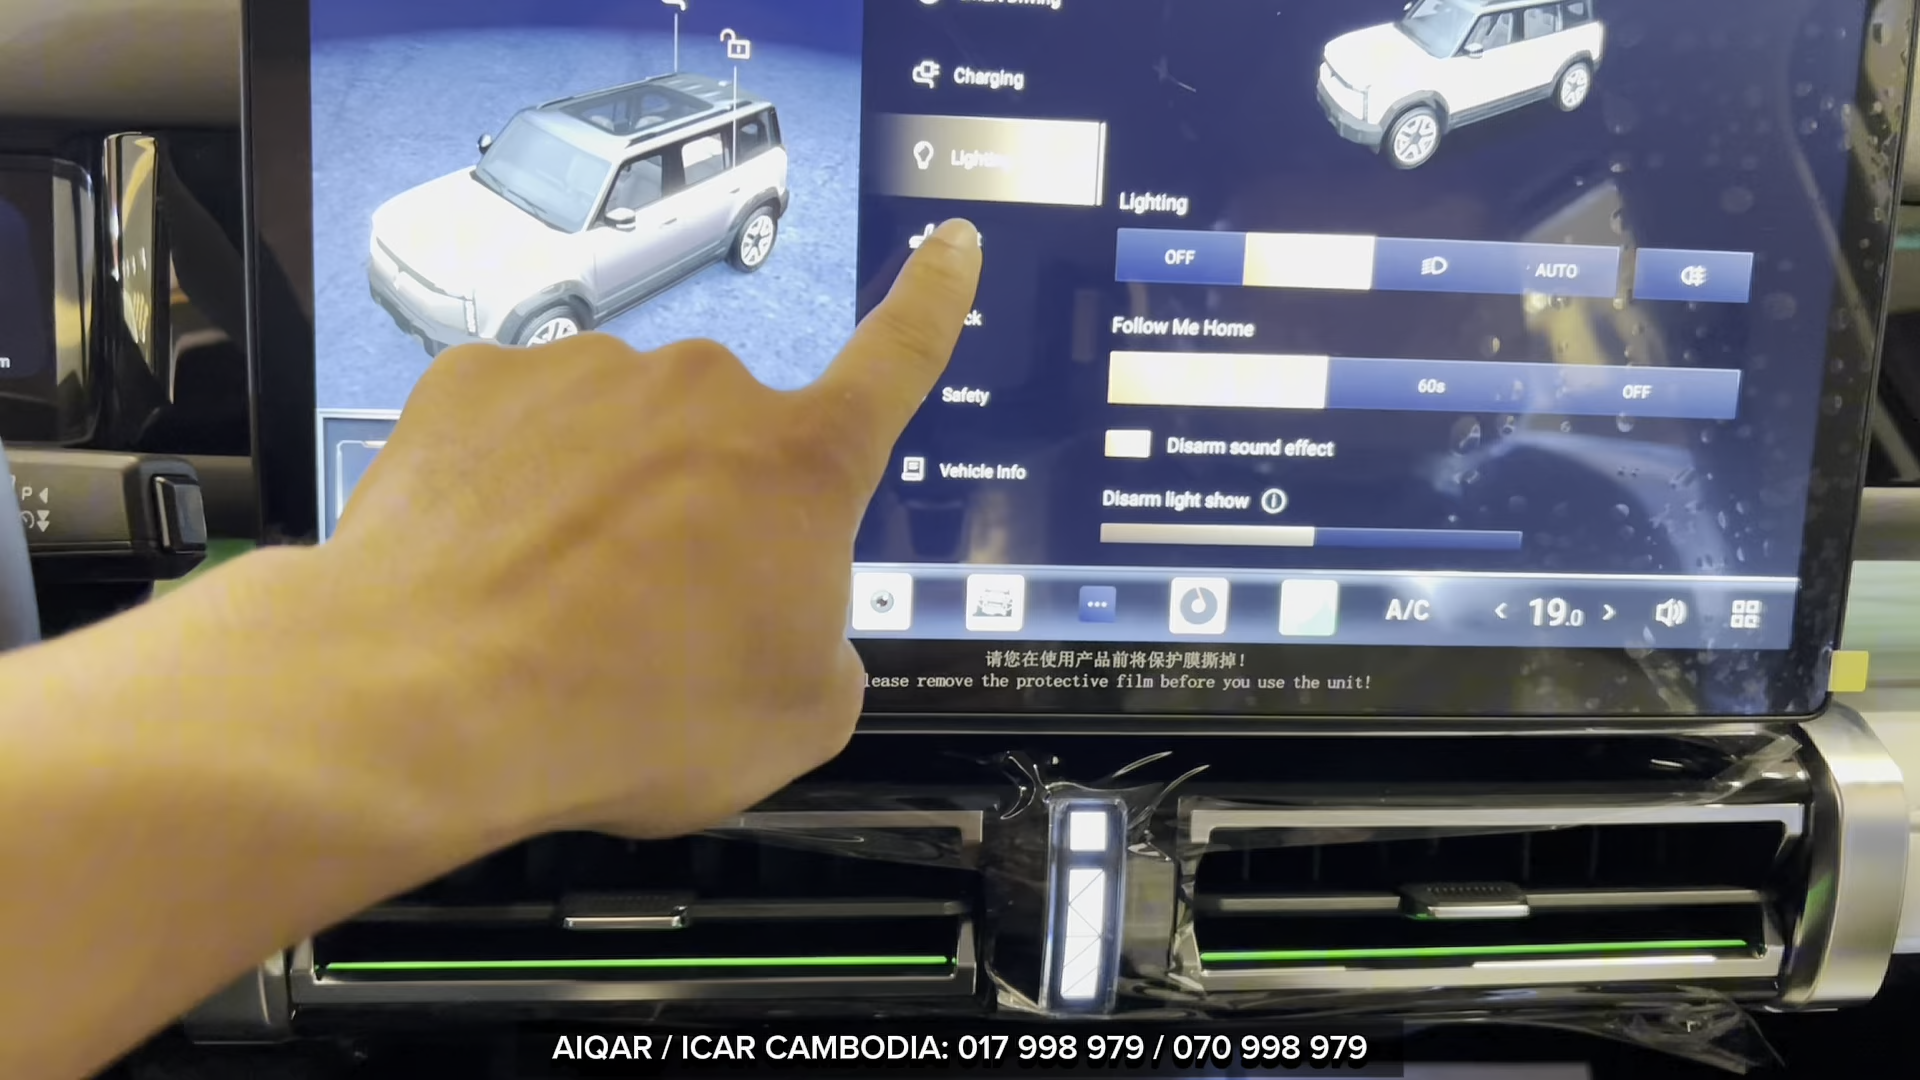 Charging
Lighting
OFF
AUTO
Follow Me Home
60s
OFF
Safety
Disarm sound effect
Vehicle Info
Disarm light show
A/C
< 19.0 >
请您在使用产品前将保护膜撕掉!
lease remove the protective film before you use the unit!
P
AIQAR / ICAR CAMBODIA: 017 998 979 / 070 998 979